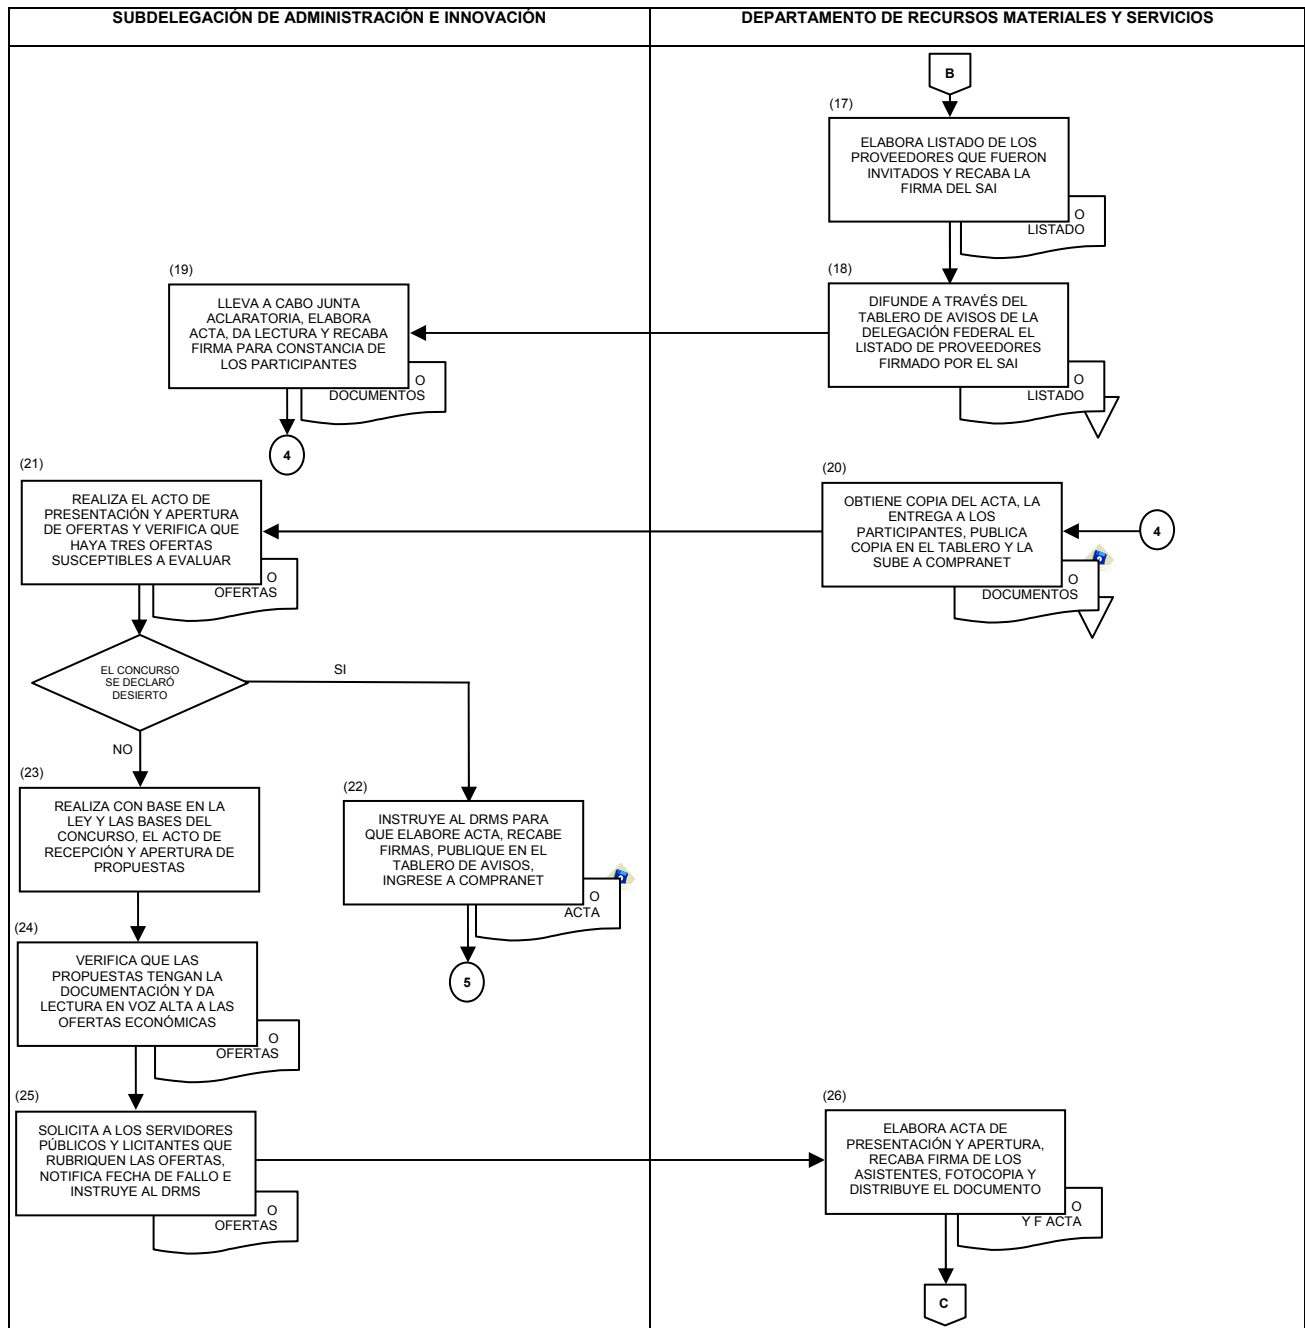 SUBDELEGACIÓN DE ADMINISTRACIÓN E INNOVACIÓN
DEPARTAMENTO DE RECURSOS MATERIALES Y SERVICIOS
B
(17)
ELABORA LISTADO DE LOS
PROVEEDORES QUE FUERON
INVITADOS Y RECABA LA
FIRMA DEL SAI
O
LISTADO
(18)
DIFUNDE A TRAVÉS DEL
TABLERO DE AVISOS DE LA
DELEGACIÓN FEDERAL EL
LISTADO DE PROVEEDORES
FIRMADO POR EL SAI
O
LISTADO
(19)
LLEVA A CABO JUNTA
ACLARATORIA, ELABORA
ACTA, DA LECTURA Y RECABA
FIRMA PARA CONSTANCIA DE
LOS PARTICIPANTES
O
DOCUMENTOS
4
(20)
OBTIENE COPIA DEL ACTA, LA
ENTREGA A LOS
PARTICIPANTES, PUBLICA
COPIA EN EL TABLERO Y LA
SUBE A COMPRANET
4
O
DOCUMENTOS
(21)
REALIZA EL ACTO DE
PRESENTACIÓN Y APERTURA
DE OFERTAS Y VERIFICA QUE
HAYA TRES OFERTAS
SUSCEPTIBLES A EVALUAR
O
OFERTAS
EL CONCURSO
SE DECLARÓ
DESIERTO
SI
NO
(22)
INSTRUYE AL DRMS PARA
QUE ELABORE ACTA, RECABE
FIRMAS, PUBLIQUE EN EL
TABLERO DE AVISOS,
INGRESE A COMPRANET
O
ACTA
5
(23)
REALIZA CON BASE EN LA
LEY Y LAS BASES DEL
CONCURSO, EL ACTO DE
RECEPCIÓN Y APERTURA DE
PROPUESTAS
(24)
VERIFICA QUE LAS
PROPUESTAS TENGAN LA
DOCUMENTACIÓN Y DA
LECTURA EN VOZ ALTA A LAS
OFERTAS ECONÓMICAS
O
OFERTAS
(25)
SOLICITA A LOS SERVIDORES
PÚBLICOS Y LICITANTES QUE
RUBRIQUEN LAS OFERTAS,
NOTIFICA FECHA DE FALLO E
INSTRUYE AL DRMS
O
OFERTAS
(26)
ELABORA ACTA DE
PRESENTACIÓN Y APERTURA,
RECABA FIRMA DE LOS
ASISTENTES, FOTOCOPIA Y
DISTRIBUYE EL DOCUMENTO
O
Y F ACTA
C